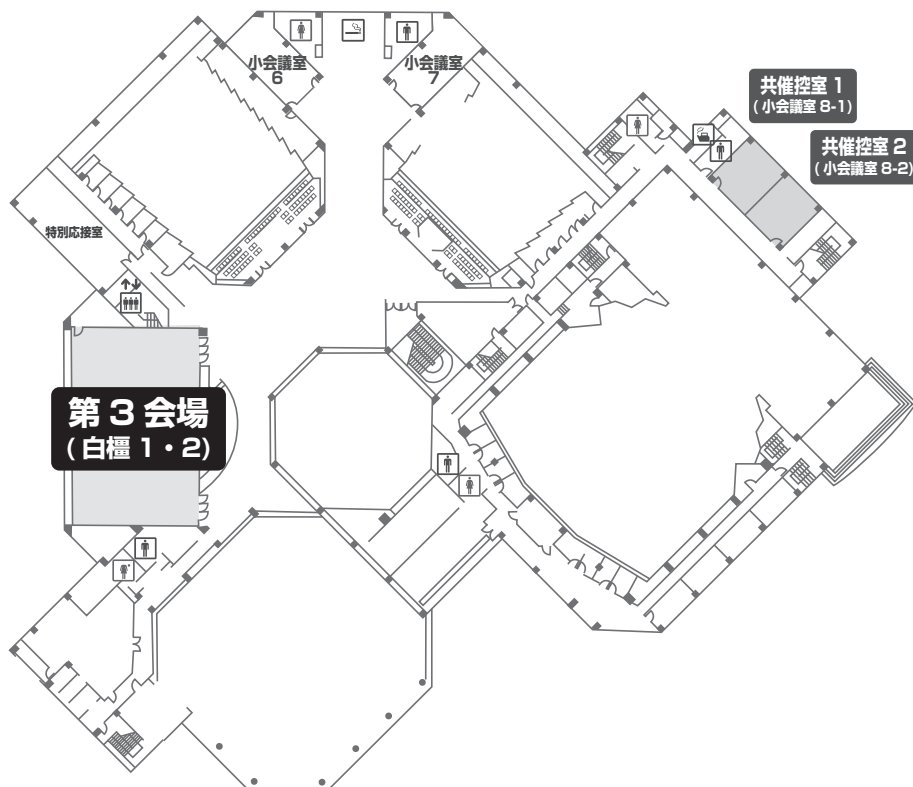 小会議室
6
小会議室
7
共催控室 1
( 小会議室 8-1)
共催控室 2
( 小会議室 8-2)
特別応接室
第 3 会場
( 白橿 1・2)